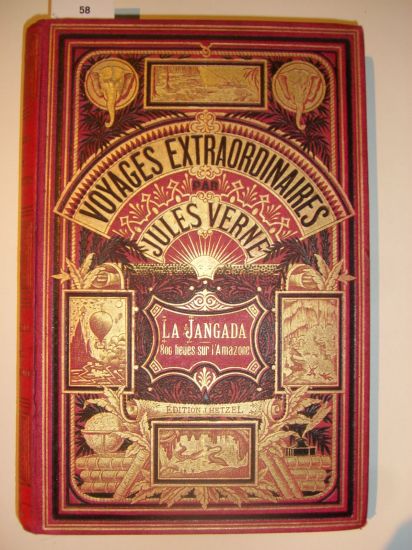 58
VOYAGES EXTRAORDINAIRES
PAR
JULES VERNE
LA JANGADA
800 lieues sur l'Amazone
ÉDITION J. HETZEL